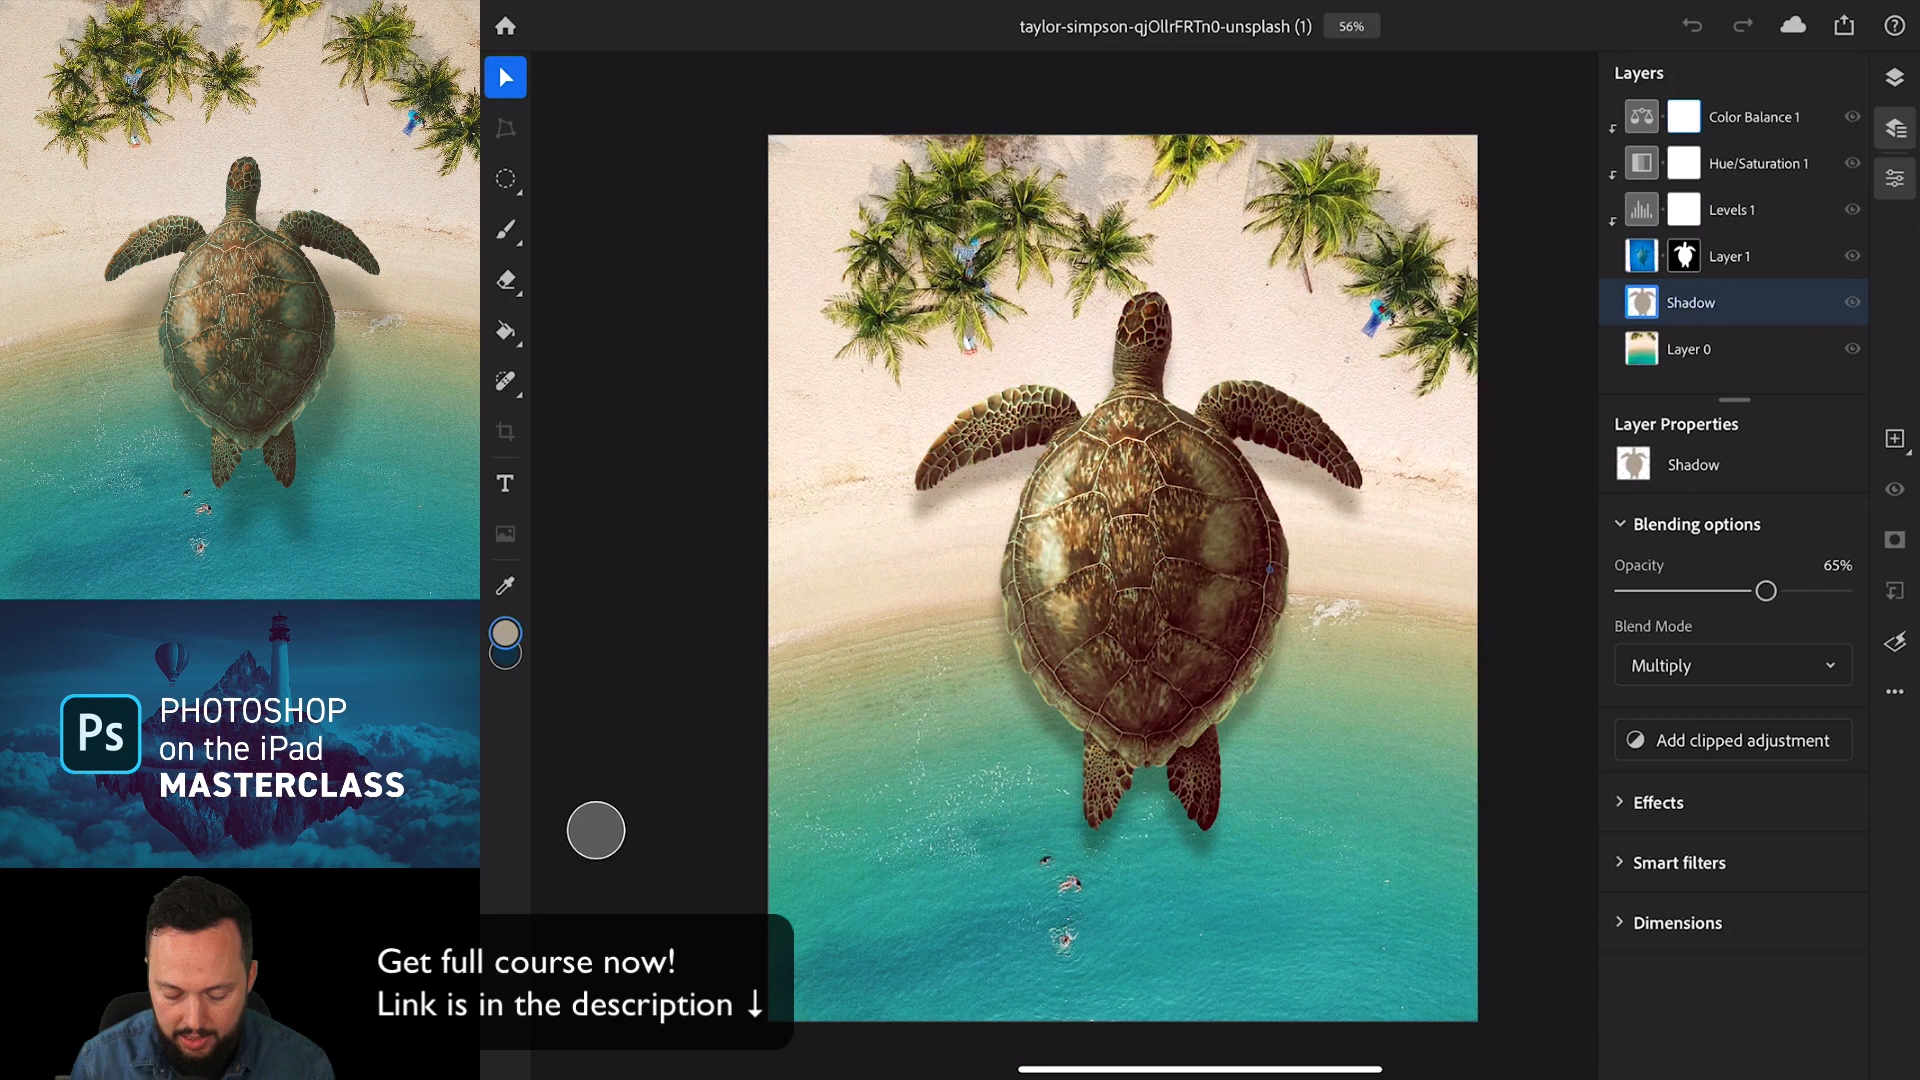 taylor-simpson-qjOllrFRTn0-unsplash (1)
56%
Layers
Color Balance 1
Hue/Saturation 1
Levels 1
Layer 1
Shadow
Layer 0
Layer Properties
Shadow
Blending options
Opacity 65%
Blend Mode
Multiply
Add clipped adjustment
Effects
Smart filters
Dimensions
T
Ps
PHOTOSHOP
on the iPad
MASTERCLASS
Get full course now!
Link is in the description ↓